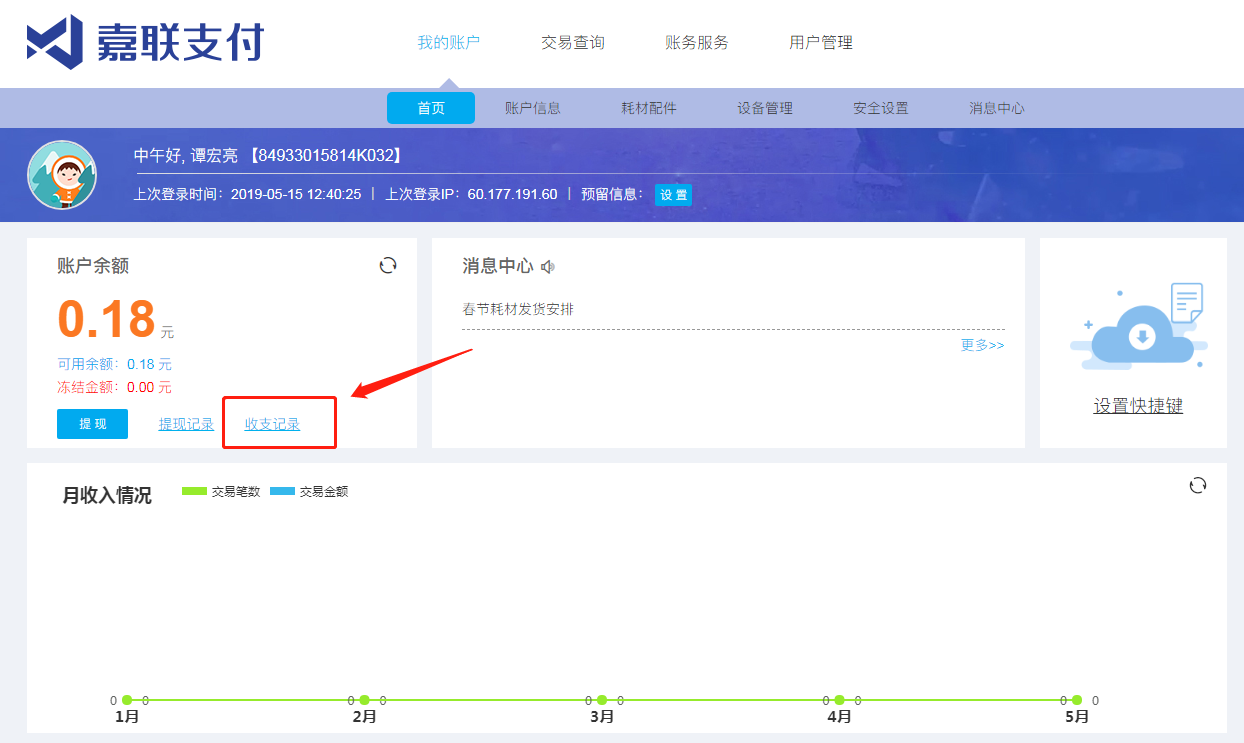 嘉联支付
我的账户 交易查询 账务服务 用户管理
首页 账户信息 耗材配件 设备管理 安全设置 消息中心
中午好, 谭宏亮 【84933015814K032】
上次登录时间：2019-05-15 12:40:25 | 上次登录IP：60.177.191.60 | 预留信息： 设 置
账户余额
0.18 元
可用余额：0.18 元
冻结金额：0.00 元
提 现 提现记录 收支记录
消息中心
春节耗材发货安排
更多>>
设置快捷键
月收入情况 交易笔数 交易金额
0 0 0 0 0 0 0 0 0 0
1月 2月 3月 4月 5月